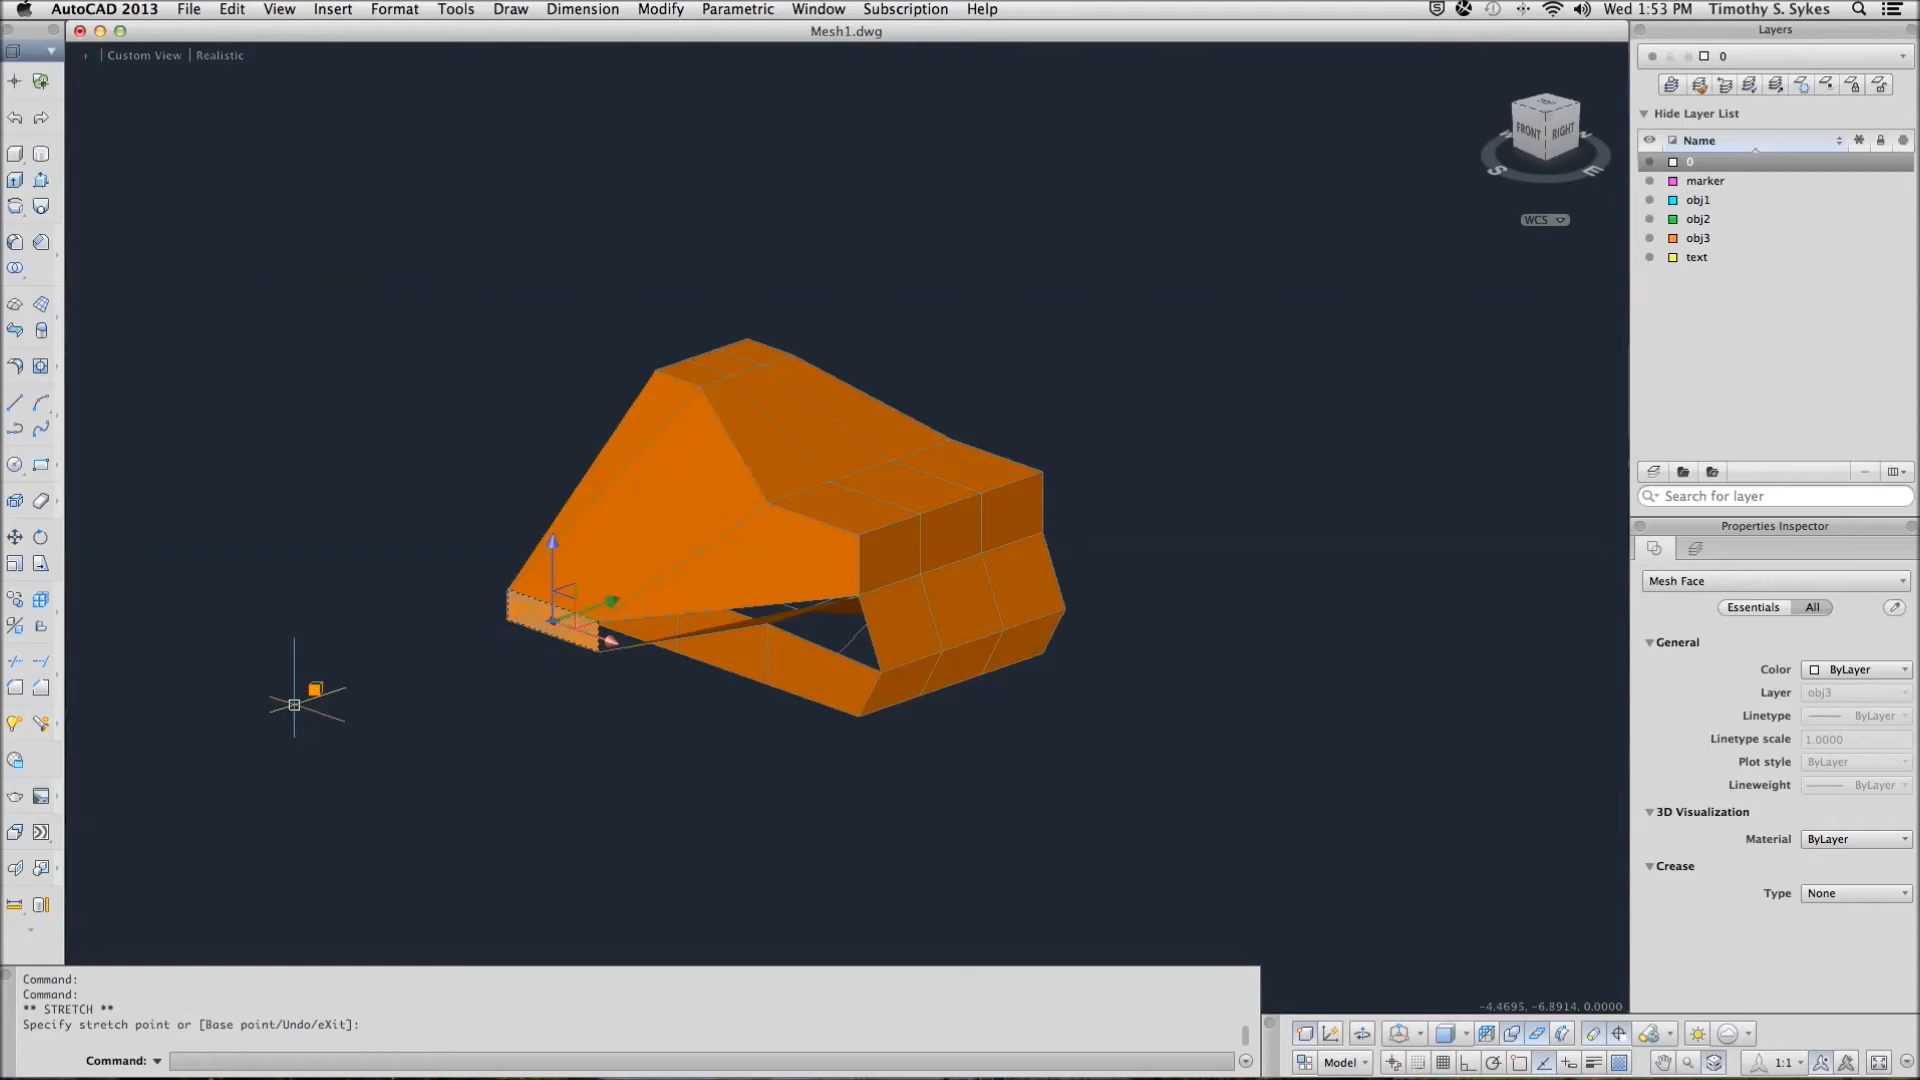 AutoCAD 2013 File Edit View Insert Format Tools Draw Dimension Modify Parametric Window Subscription Help Wed 1:53 PM Timothy S. Sykes
Mesh1.dwg
Layers
+ | Custom View | Realistic
0
Hide Layer List
Name
0
marker
obj1
obj2
obj3
text
TOP
FRONT RIGHT
S E
WCS
Search for layer
Properties Inspector
Mesh Face
Essentials All
General
Color ByLayer
Layer obj3
Linetype ByLayer
Linetype scale 1.0000
Plot style ByLayer
Lineweight ByLayer
3D Visualization
Material ByLayer
Crease
Type None
Command:
Command:
** STRETCH **
Specify stretch point or [Base point/Undo/eXit]:
Command:
-4.4695, -6.8914, 0.0000
Model
1:1